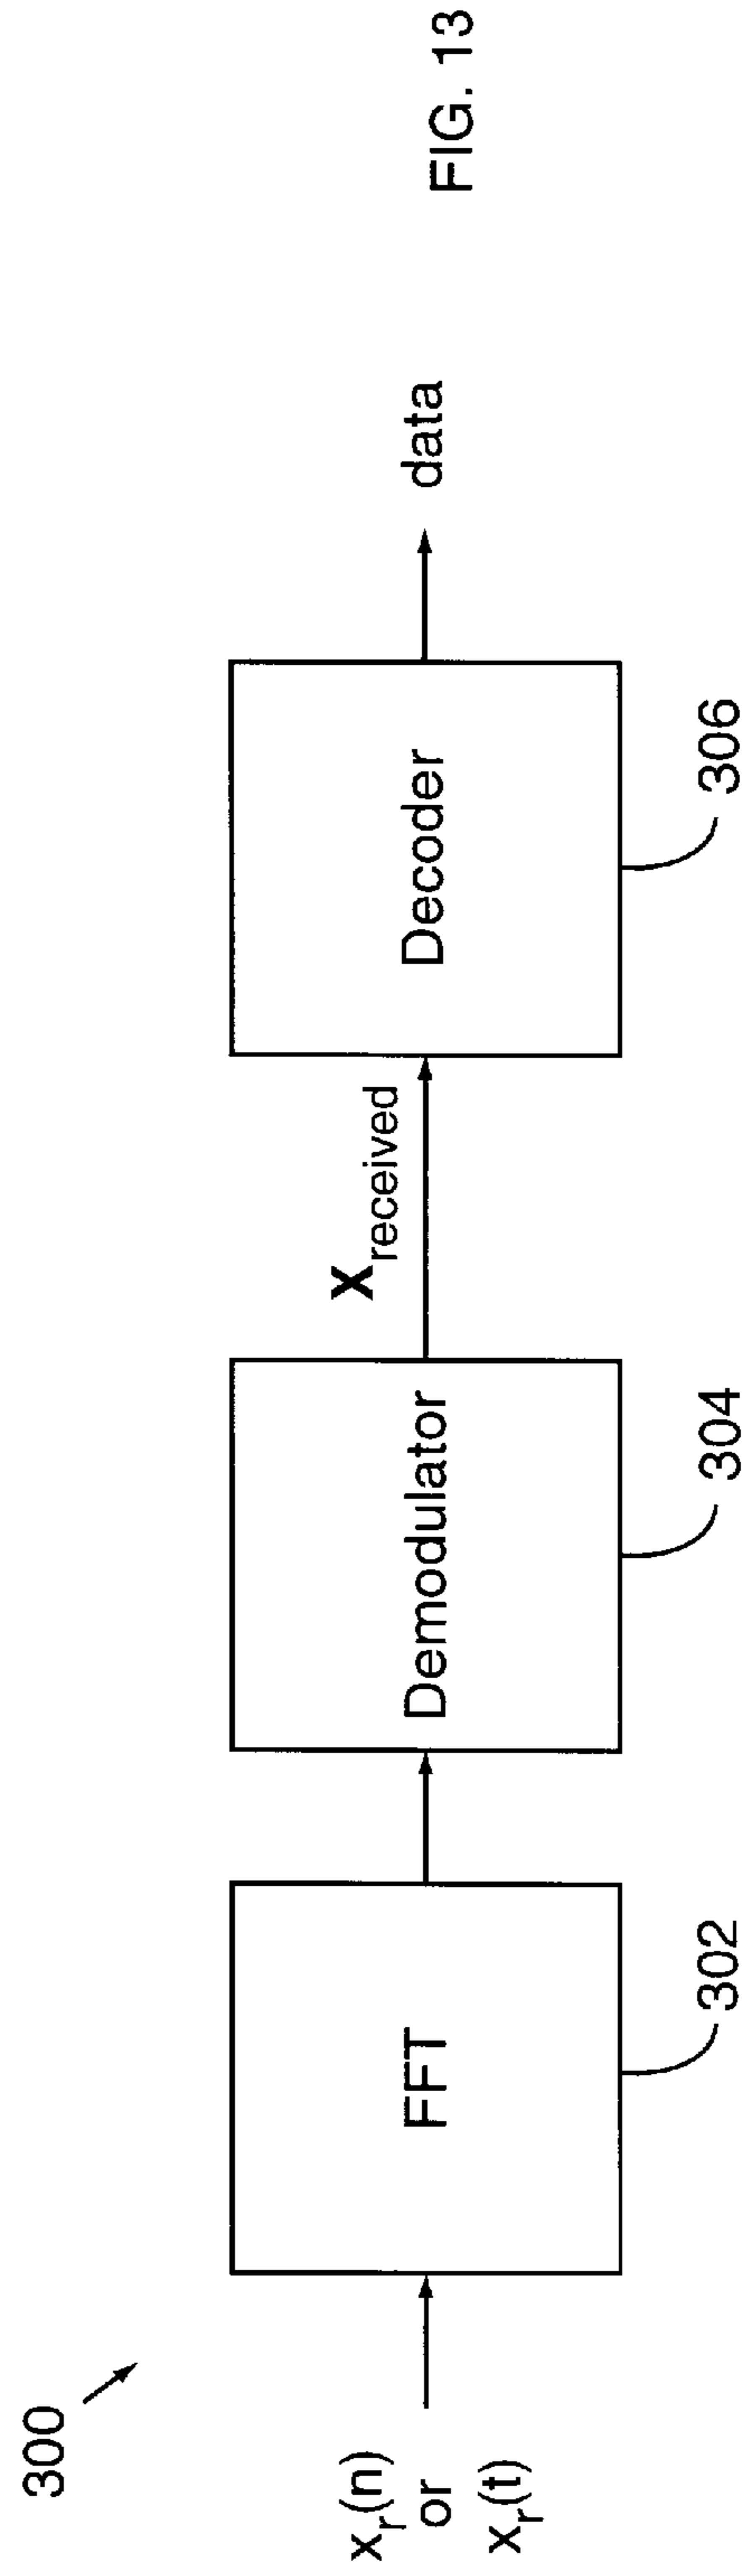 300
x_r(n)
or
x_r(t)
FFT
302
Demodulator
304
X_received
Decoder
306
data
FIG. 13